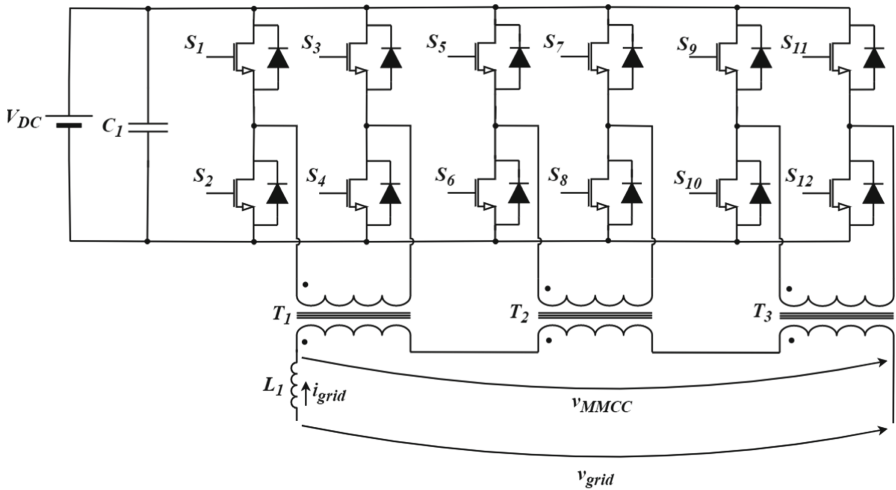 S1 S3 S5 S7 S9 S11
VDC C1
S2 S4 S6 S8 S10 S12
T1 T2 T3
L1 igrid
vMMCC
vgrid